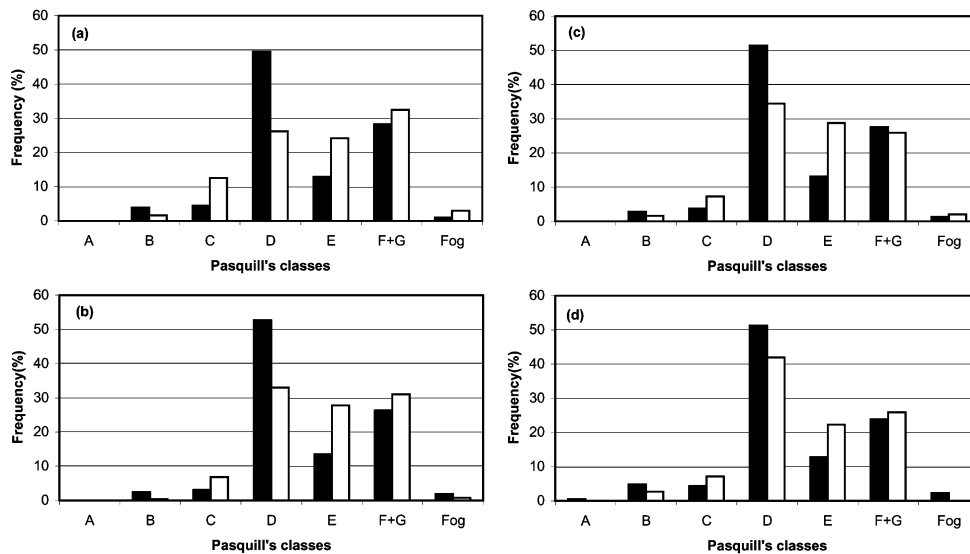 (a)
Frequency (%)
60
50
40
30
20
10
0
A B C D E F+G Fog
Pasquill's classes
(c)
Frequency(%)
60
50
40
30
20
10
0
A B C D E F+G Fog
Pasquill's classes
(b)
Frequency(%)
60
50
40
30
20
10
0
A B C D E F+G Fog
Pasquill's classes
(d)
Frequency(%)
60
50
40
30
20
10
0
A B C D E F+G Fog
Pasquill's classes